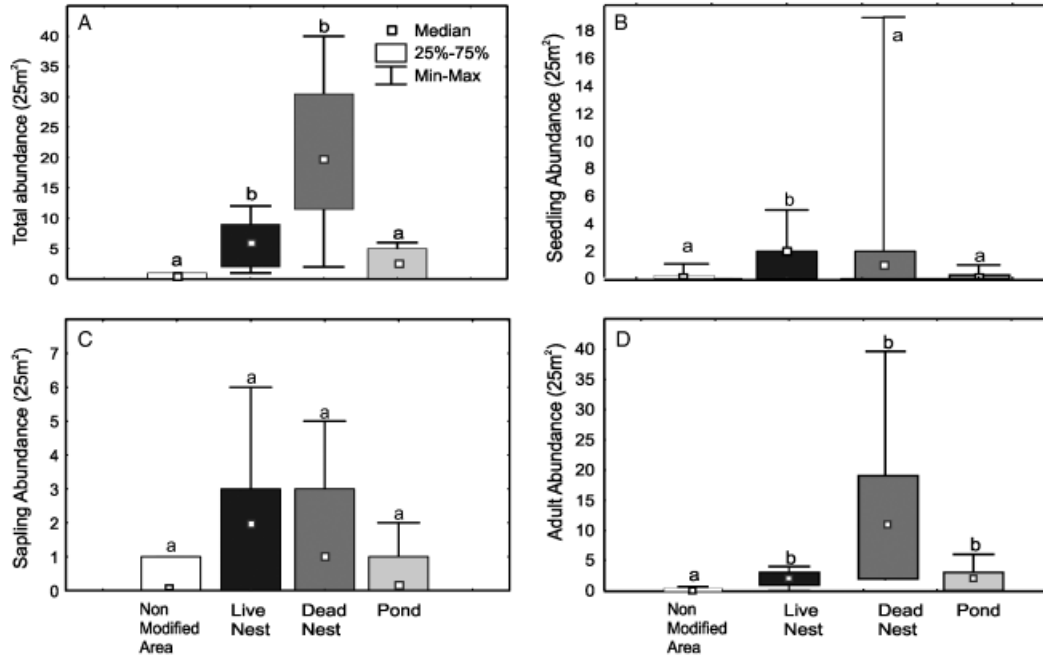 A
Total abundance (25m²)
40
35
30
25
20
15
10
5
0
a
b
b
a
Median
25%-75%
Min-Max
B
Seedling Abundance (25m²)
18
16
14
12
10
8
6
4
2
0
a
b
a
a
C
Sapling Abundance (25m²)
7
6
5
4
3
2
1
0
a
a
a
a
Non
Modified
Area
Live
Nest
Dead
Nest
Pond
D
Adult Abundance (25m²)
40
35
30
25
20
15
10
5
0
a
b
b
b
Non
Modified
Area
Live
Nest
Dead
Nest
Pond